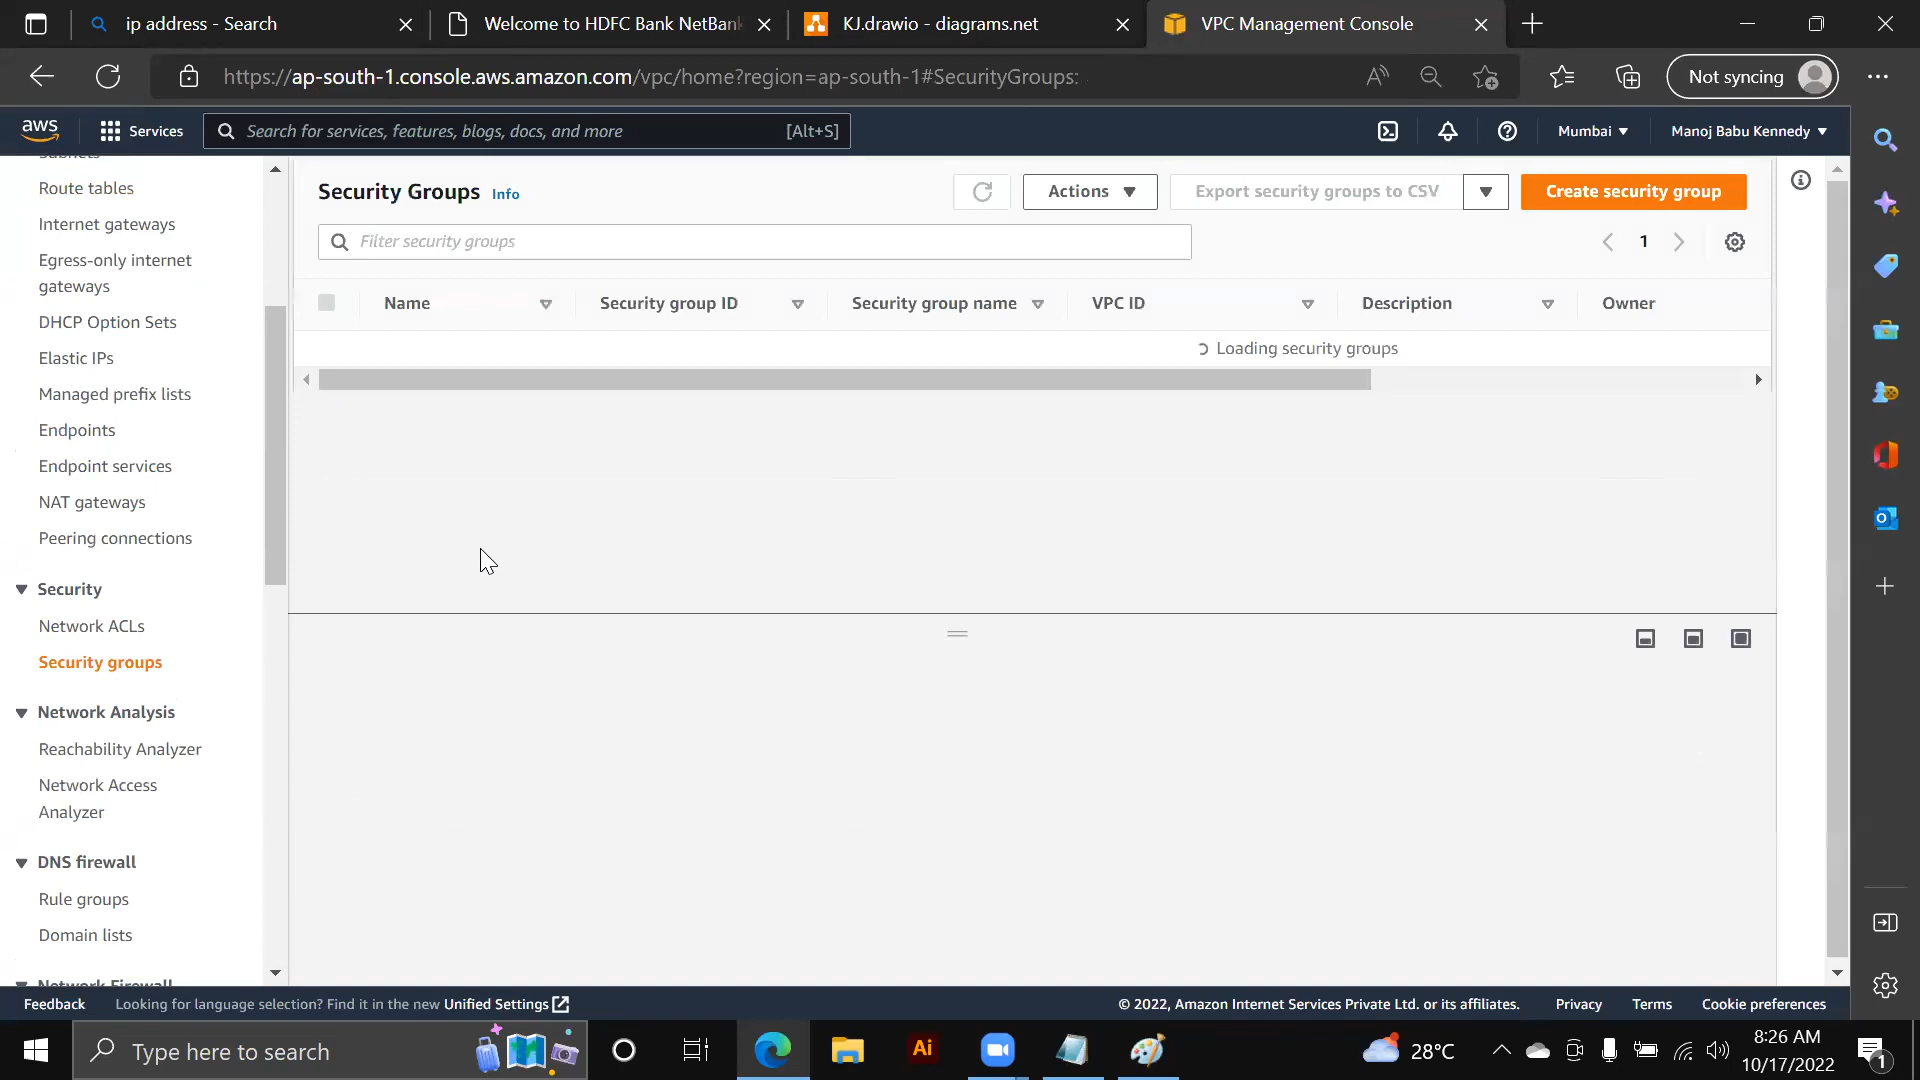 ip address - Search
Welcome to HDFC Bank NetBank
KJ.drawio - diagrams.net
VPC Management Console
https://ap-south-1.console.aws.amazon.com/vpc/home?region=ap-south-1#SecurityGroups:
Not syncing
aws
Services
Search for services, features, blogs, docs, and more
[Alt+S]
Mumbai
Manoj Babu Kennedy
Subnets
Route tables
Internet gateways
Egress-only internet
gateways
DHCP Option Sets
Elastic IPs
Managed prefix lists
Endpoints
Endpoint services
NAT gateways
Peering connections
Security
Network ACLs
Security groups
Network Analysis
Reachability Analyzer
Network Access
Analyzer
DNS firewall
Rule groups
Domain lists
Network Firewall
Security Groups Info
Actions
Export security groups to CSV
Create security group
Filter security groups
1
Name
Security group ID
Security group name
VPC ID
Description
Owner
Loading security groups
Feedback
Looking for language selection? Find it in the new Unified Settings
© 2022, Amazon Internet Services Private Ltd. or its affiliates.
Privacy
Terms
Cookie preferences
Type here to search
Ai
28°C
8:26 AM
10/17/2022
1